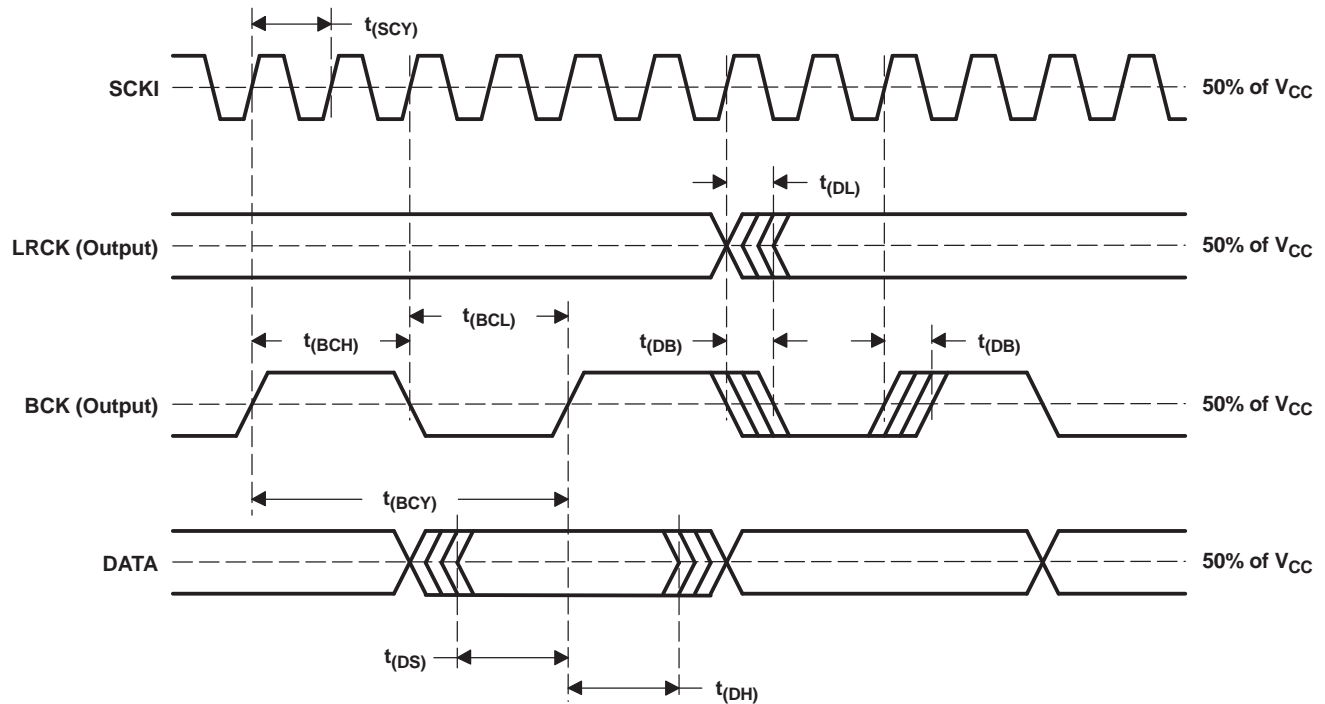 t(SCY)
SCKI
50% of VCC
t(DL)
LRCK (Output)
50% of VCC
t(BCL)
t(BCH)
t(DB)
t(DB)
BCK (Output)
50% of VCC
t(BCY)
DATA
50% of VCC
t(DS)
t(DH)